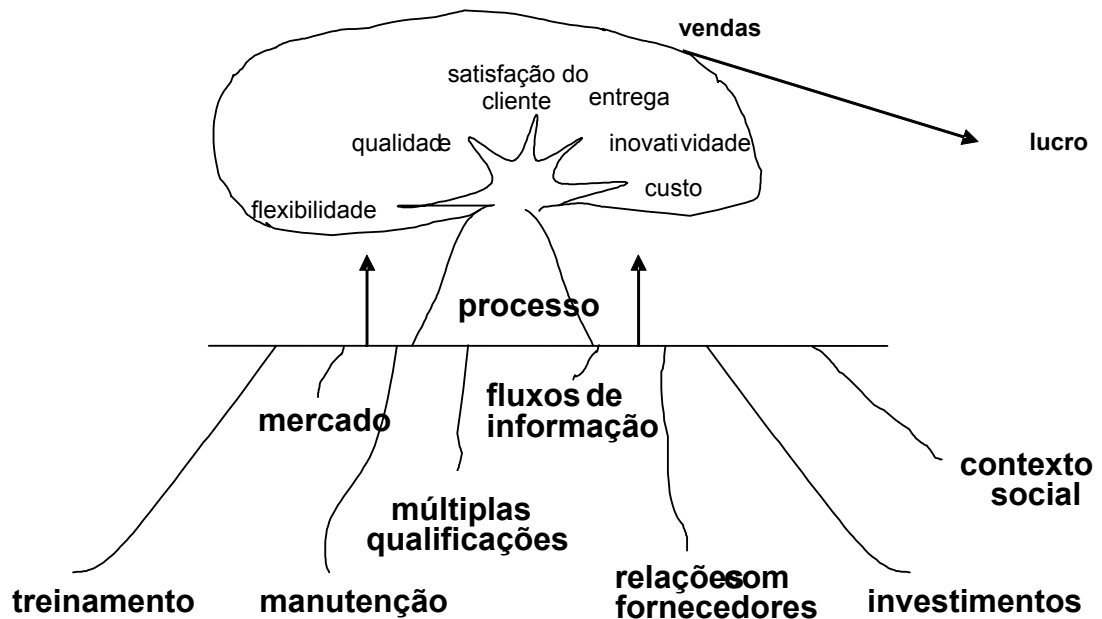 vendas
satisfação do
cliente
entrega
qualidade
inovatividade
lucro
custo
flexibilidade
processo
mercado
fluxos de
informação
contexto
social
múltiplas
qualificações
relações com
fornecedores
treinamento
manutenção
investimentos